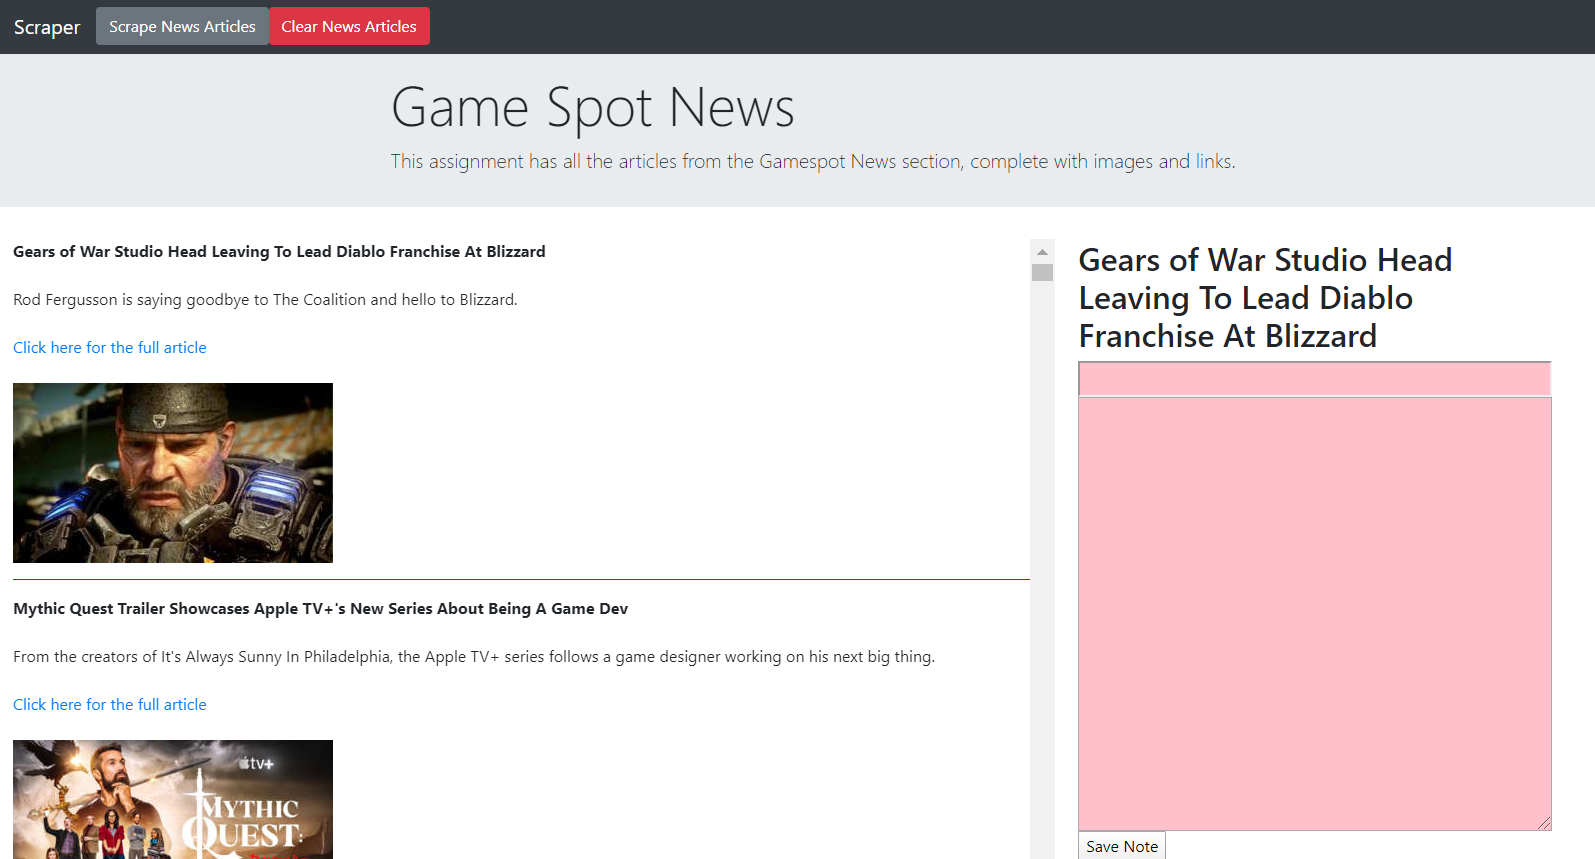 Scraper
Scrape News Articles
Clear News Articles
Game Spot News
This assignment has all the articles from the Gamespot News section, complete with images and links.
Gears of War Studio Head Leaving To Lead Diablo Franchise At Blizzard
Rod Fergusson is saying goodbye to The Coalition and hello to Blizzard.
Click here for the full article
Mythic Quest Trailer Showcases Apple TV+'s New Series About Being A Game Dev
From the creators of It's Always Sunny In Philadelphia, the Apple TV+ series follows a game designer working on his next big thing.
Click here for the full article
tv+
MYTHIC
QUEST:
Gears of War Studio Head
Leaving To Lead Diablo
Franchise At Blizzard
Save Note